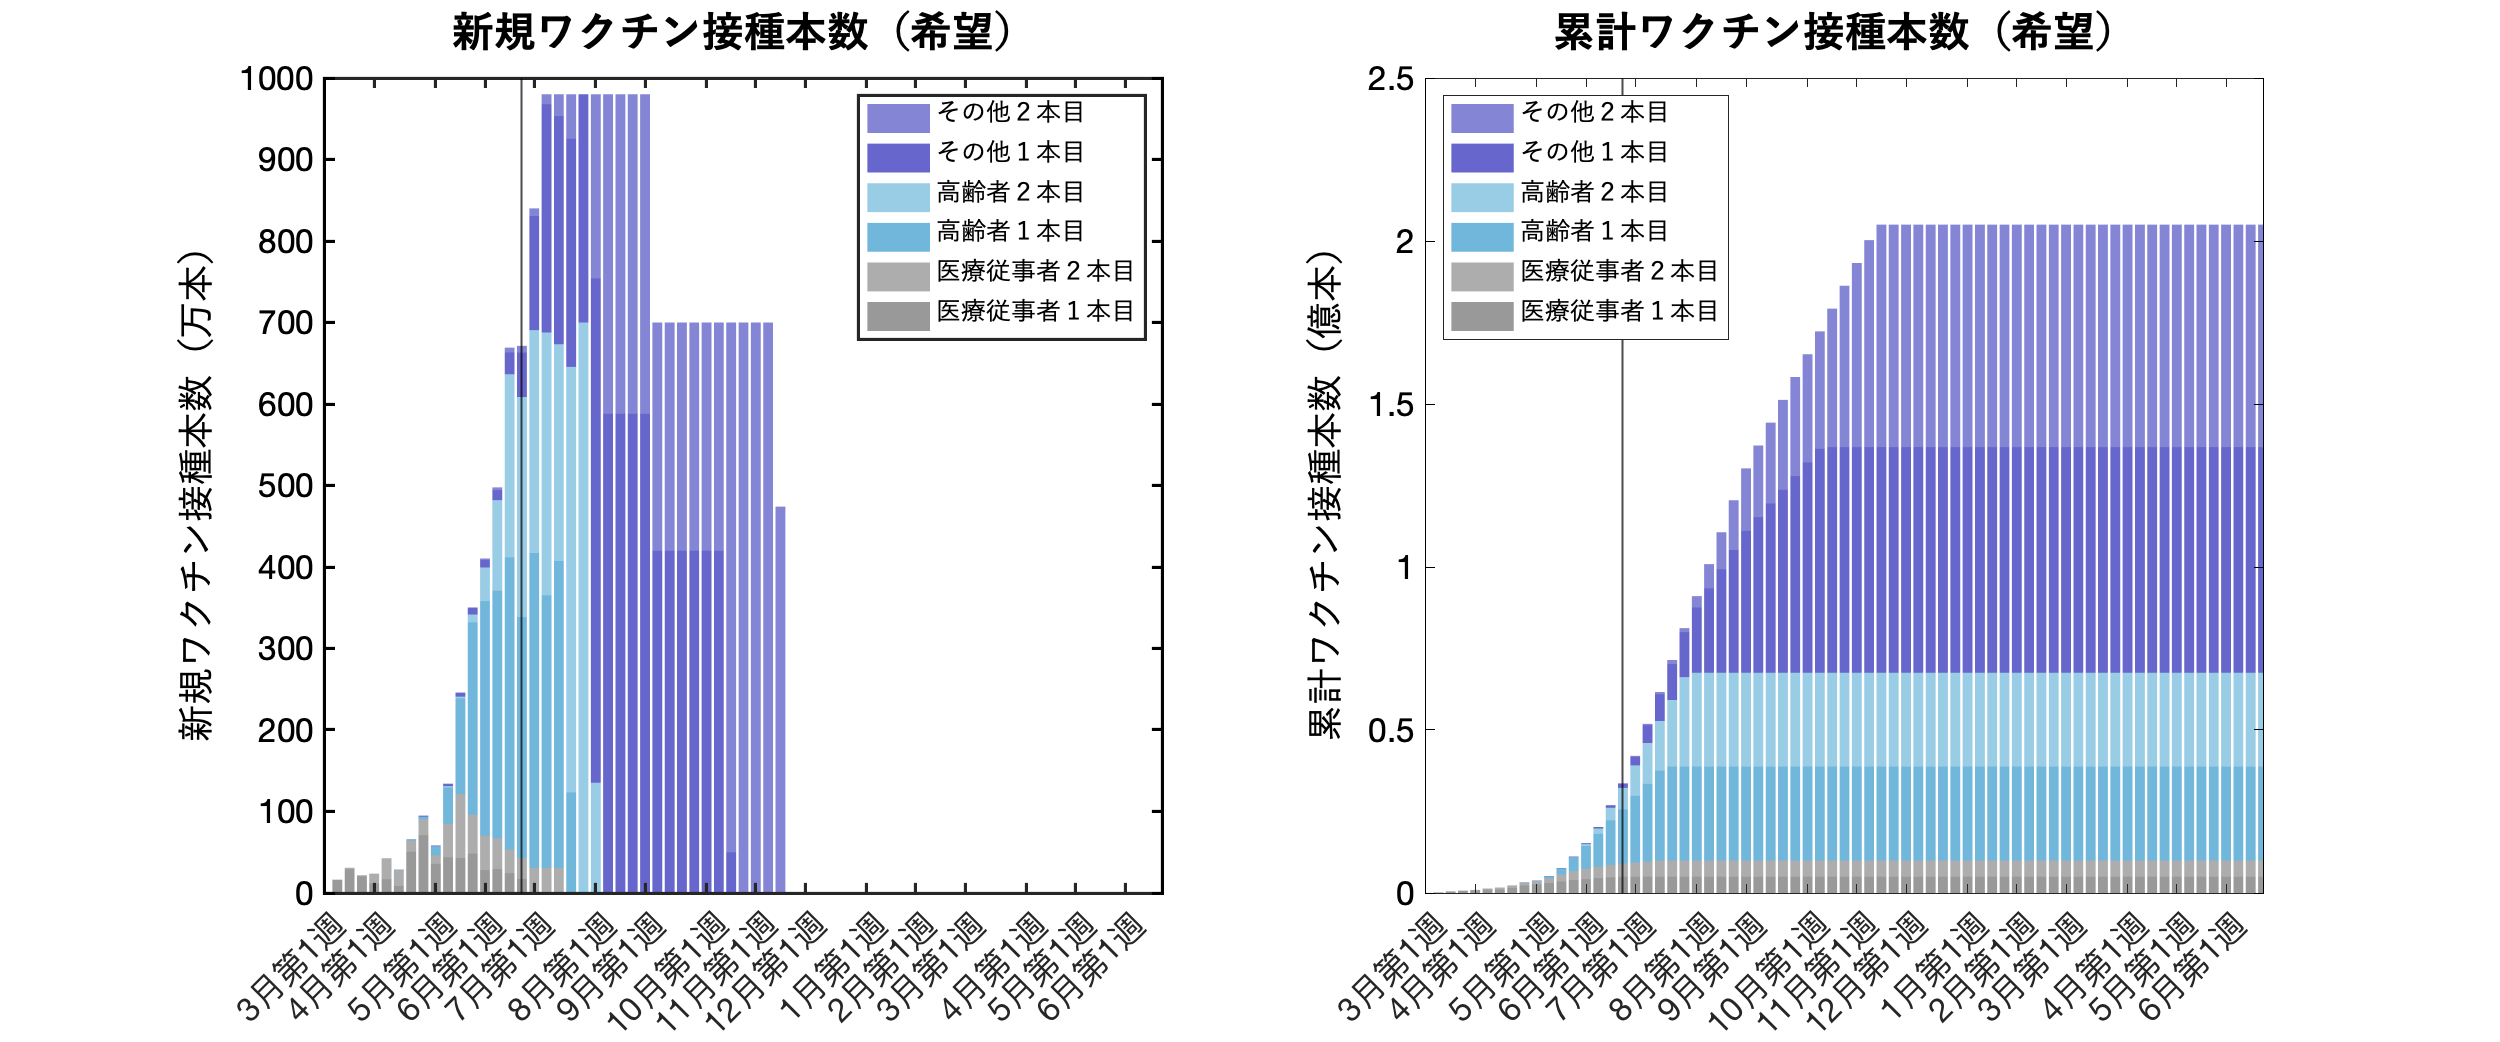 新規ワクチン接種本数（希望）
新規ワクチン接種本数（万本）
1000
900
800
700
600
500
400
300
200
100
0
その他２本目
その他１本目
高齢者２本目
高齢者１本目
医療従事者２本目
医療従事者１本目
3月第1週
4月第1週
5月第1週
6月第1週
7月第1週
8月第1週
9月第1週
10月第1週
11月第1週
12月第1週
1月第1週
2月第1週
3月第1週
4月第1週
5月第1週
6月第1週
累計ワクチン接種本数（希望）
累計ワクチン接種本数（億本）
2.5
2
1.5
1
0.5
0
その他２本目
その他１本目
高齢者２本目
高齢者１本目
医療従事者２本目
医療従事者１本目
3月第1週
4月第1週
5月第1週
6月第1週
7月第1週
8月第1週
9月第1週
10月第1週
11月第1週
12月第1週
1月第1週
2月第1週
3月第1週
4月第1週
5月第1週
6月第1週